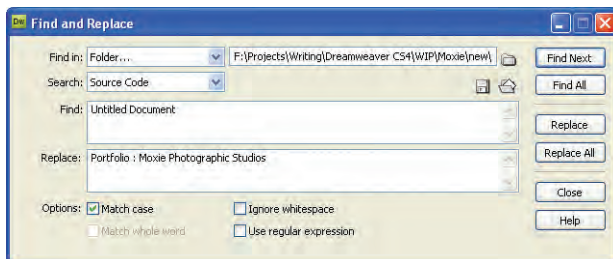 Dw Find and Replace
Find in: Folder... F:\Projects\Writing\Dreamweaver CS4\WIP\Moxie\new\ Find Next
Search: Source Code Find All
Find: Untitled Document
Replace
Replace: Portfolio : Moxie Photographic Studios Replace All
Close
Options: Match case Ignore whitespace
Match whole word Use regular expression Help